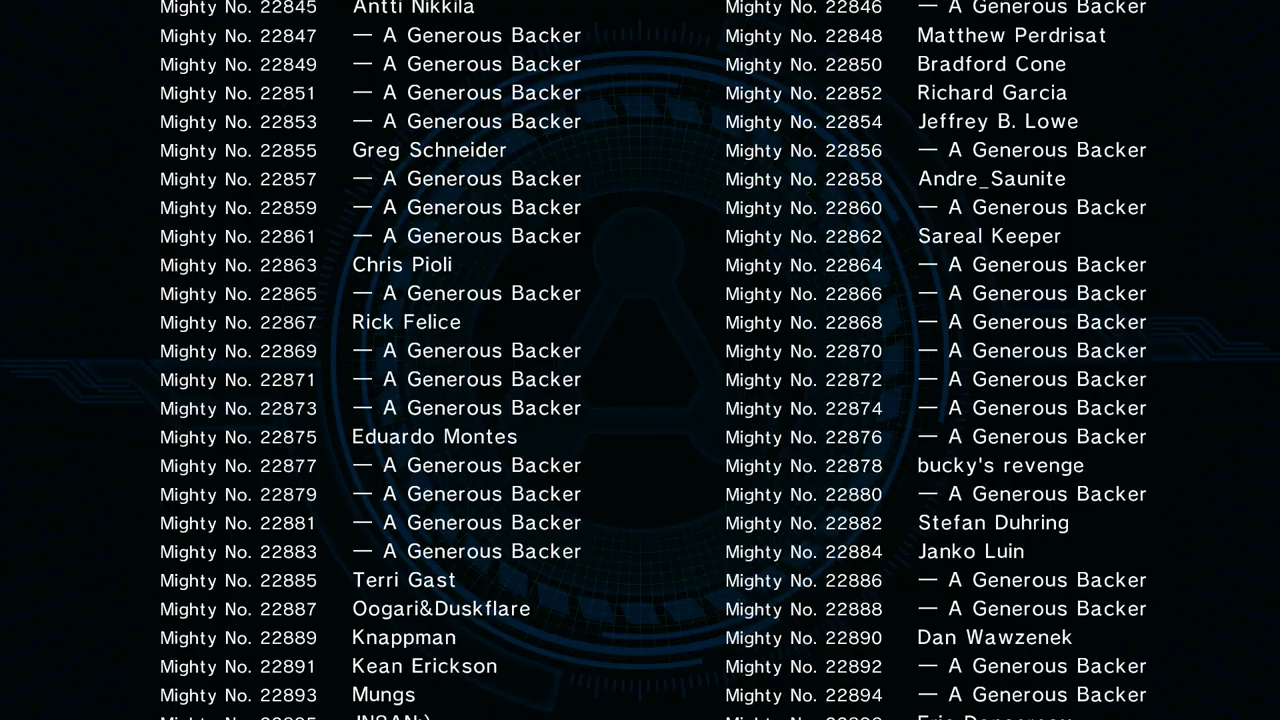 Mighty No. 22845 Antti Nikkila Mighty No. 22846 — A Generous Backer
Mighty No. 22847 — A Generous Backer Mighty No. 22848 Matthew Perdrisat
Mighty No. 22849 — A Generous Backer Mighty No. 22850 Bradford Cone
Mighty No. 22851 — A Generous Backer Mighty No. 22852 Richard Garcia
Mighty No. 22853 — A Generous Backer Mighty No. 22854 Jeffrey B. Lowe
Mighty No. 22855 Greg Schneider Mighty No. 22856 — A Generous Backer
Mighty No. 22857 — A Generous Backer Mighty No. 22858 Andre_Saunite
Mighty No. 22859 — A Generous Backer Mighty No. 22860 — A Generous Backer
Mighty No. 22861 — A Generous Backer Mighty No. 22862 Sareal Keeper
Mighty No. 22863 Chris Pioli Mighty No. 22864 — A Generous Backer
Mighty No. 22865 — A Generous Backer Mighty No. 22866 — A Generous Backer
Mighty No. 22867 Rick Felice Mighty No. 22868 — A Generous Backer
Mighty No. 22869 — A Generous Backer Mighty No. 22870 — A Generous Backer
Mighty No. 22871 — A Generous Backer Mighty No. 22872 — A Generous Backer
Mighty No. 22873 — A Generous Backer Mighty No. 22874 — A Generous Backer
Mighty No. 22875 Eduardo Montes Mighty No. 22876 — A Generous Backer
Mighty No. 22877 — A Generous Backer Mighty No. 22878 bucky's revenge
Mighty No. 22879 — A Generous Backer Mighty No. 22880 — A Generous Backer
Mighty No. 22881 — A Generous Backer Mighty No. 22882 Stefan Duhring
Mighty No. 22883 — A Generous Backer Mighty No. 22884 Janko Luin
Mighty No. 22885 Terri Gast Mighty No. 22886 — A Generous Backer
Mighty No. 22887 Oogari&Duskflare Mighty No. 22888 — A Generous Backer
Mighty No. 22889 Knappman Mighty No. 22890 Dan Wawzenek
Mighty No. 22891 Kean Erickson Mighty No. 22892 — A Generous Backer
Mighty No. 22893 Mungs Mighty No. 22894 — A Generous Backer